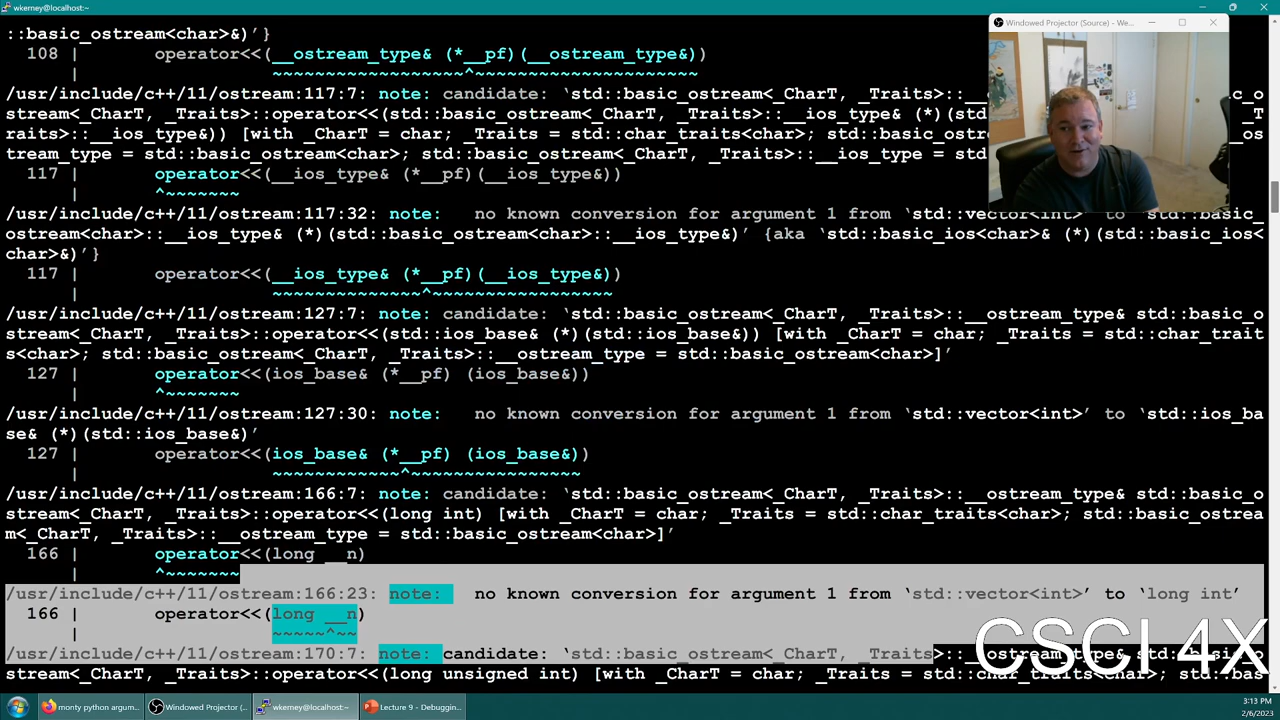 wkerney@localhost:~
Windowed Projector (Source) - We...
::basic_ostream<char>&)’}
108 | operator<<(__ostream_type& (*__pf)(__ostream_type&))
| ~~~~~~~~~~~~~~~~~~^~~~~~~~~~~~~~~~~~~~~
/usr/include/c++/11/ostream:117:7: note: candidate: ‘std::basic_ostream<_CharT, _Traits>::__o
stream<_CharT, _Traits>::operator<<(std::basic_ostream<_CharT, _Traits>::__ios_type& (*)(std _T
raits>::__ios_type&)) [with _CharT = char; _Traits = std::char_traits<char>; std::basic_ostre _os
tream_type = std::basic_ostream<char>; std::basic_ostream<_CharT, _Traits>::__ios_type = std
117 | operator<<(__ios_type& (*__pf)(__ios_type&))
| ^~~~~~~~
/usr/include/c++/11/ostream:117:32: note: no known conversion for argument 1 from ‘std::vector<int>’ to ‘std::basic_o
stream<char>::__ios_type& (*)(std::basic_ostream<char>::__ios_type&)’ {aka ‘std::basic_ios<char>& (*)(std::basic_ios<
char>&)’}
117 | operator<<(__ios_type& (*__pf)(__ios_type&))
| ~~~~~~~~~~~~~~^~~~~~~~~~~~~~~~~
/usr/include/c++/11/ostream:127:7: note: candidate: ‘std::basic_ostream<_CharT, _Traits>::__ostream_type& std::basic_o
stream<_CharT, _Traits>::operator<<(std::ios_base& (*)(std::ios_base&)) [with _CharT = char; _Traits = std::char_trait
s<char>; std::basic_ostream<_CharT, _Traits>::__ostream_type = std::basic_ostream<char>]’
127 | operator<<(ios_base& (*__pf) (ios_base&))
| ^~~~~~~~
/usr/include/c++/11/ostream:127:30: note: no known conversion for argument 1 from ‘std::vector<int>’ to ‘std::ios_ba
se& (*)(std::ios_base&)’
127 | operator<<(ios_base& (*__pf) (ios_base&))
| ~~~~~~~~~~~~^~~~~~~~~~~~~~~~
/usr/include/c++/11/ostream:166:7: note: candidate: ‘std::basic_ostream<_CharT, _Traits>::__ostream_type& std::basic_o
stream<_CharT, _Traits>::operator<<(long int) [with _CharT = char; _Traits = std::char_traits<char>; std::basic_ostrea
m<_CharT, _Traits>::__ostream_type = std::basic_ostream<char>]’
166 | operator<<(long __n)
| ^~~~~~~~
/usr/include/c++/11/ostream:166:23: note: no known conversion for argument 1 from ‘std::vector<int>’ to ‘long int’
166 | operator<<(long __n)
| ~~~~~^~~
/usr/include/c++/11/ostream:170:7: note: candidate: ‘std::basic_ostream<_CharT, _Traits>::__ostream_type& std::basic_o
stream<_CharT, _Traits>::operator<<(long unsigned int) [with _CharT = char; _Traits = std::char_traits<char>; std::bas
CSCI 4X
monty python argum...
Windowed Projector (...
wkerney@localhost:~
Lecture 9 - Debuggin...
3:13 PM
2/6/2023